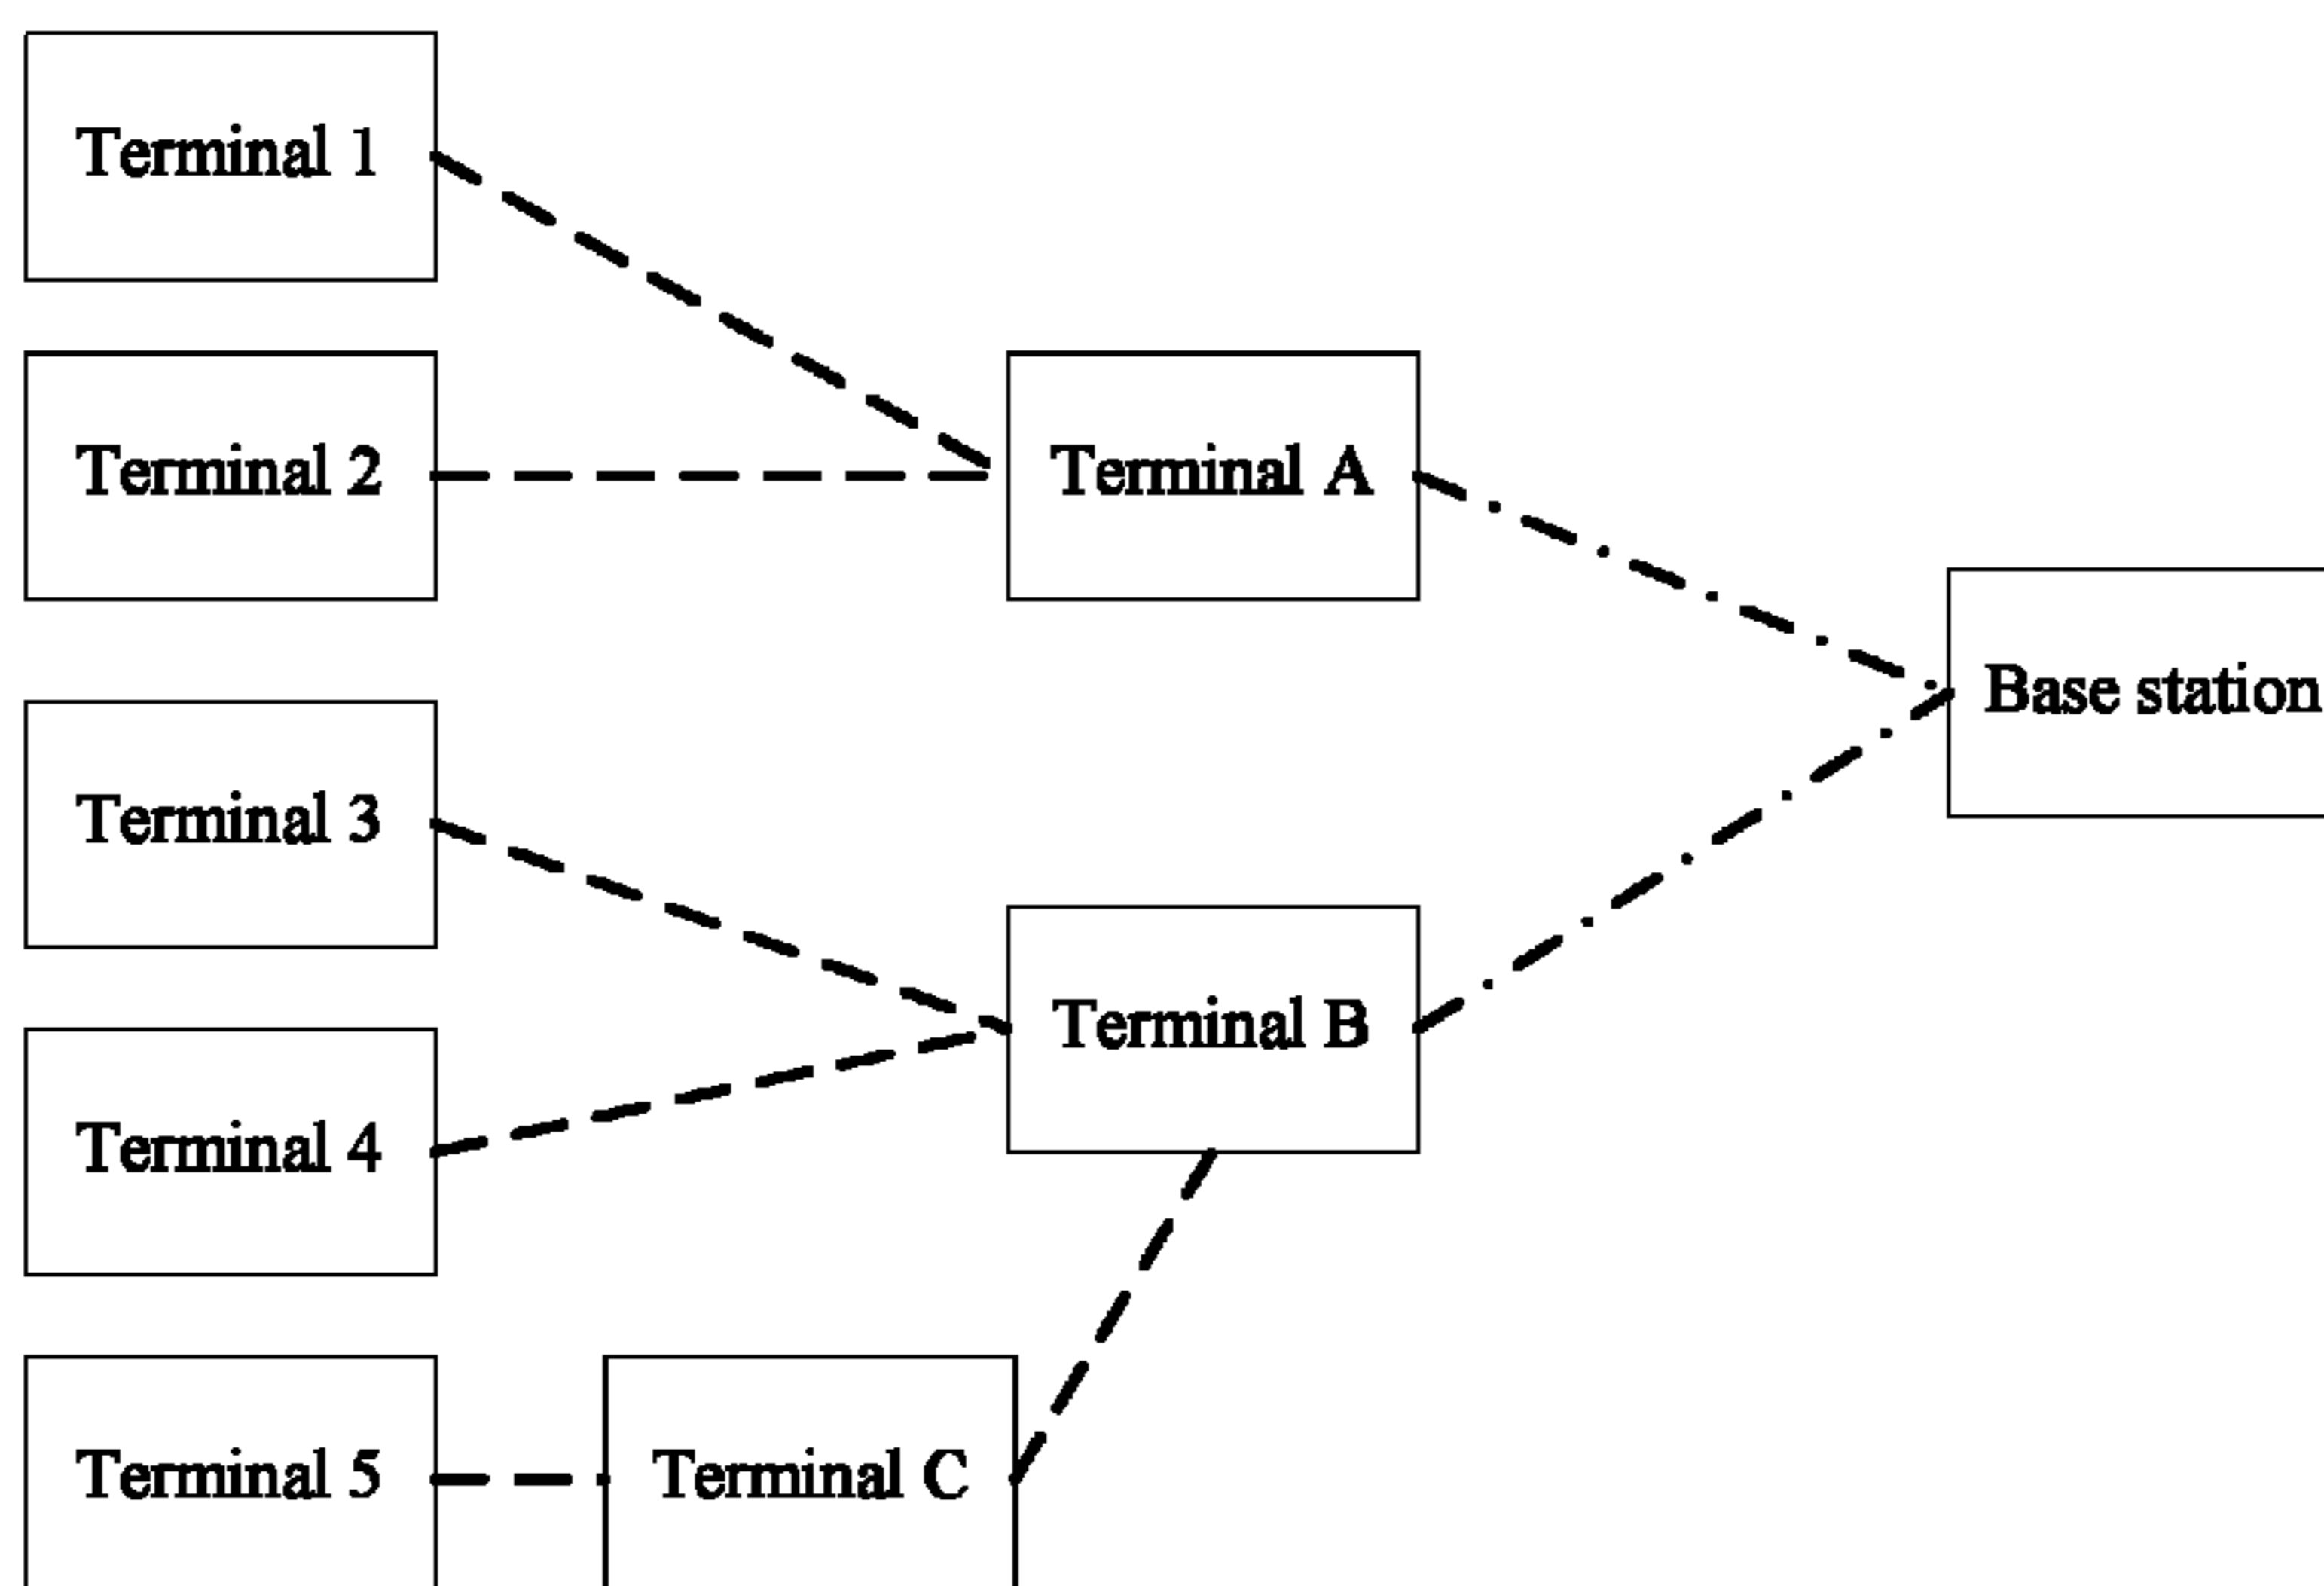 Terminal 1
Terminal 2
Terminal A
Base station
Terminal 3
Terminal B
Terminal 4
Terminal 5
Terminal C